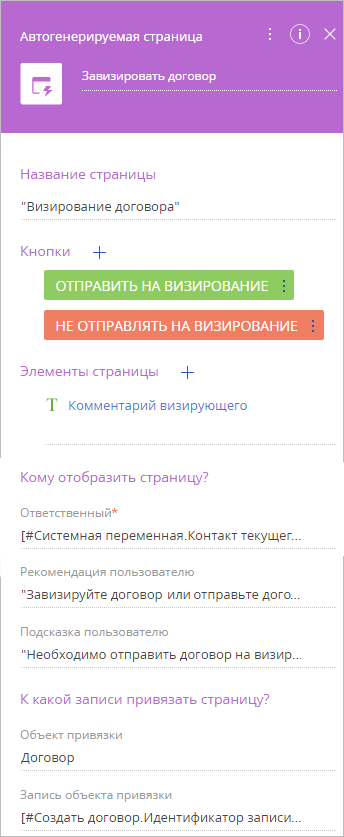 Автогенерируемая страница
Завизировать договор
Название страницы
"Визирование договора"
Кнопки
ОТПРАВИТЬ НА ВИЗИРОВАНИЕ
НЕ ОТПРАВЛЯТЬ НА ВИЗИРОВАНИЕ
Элементы страницы
T Комментарий визирующего
Кому отобразить страницу?
Ответственный*
[#Системная переменная.Контакт текущег...
Рекомендация пользователю
"Завизируйте договор или отправьте дого...
Подсказка пользователю
"Необходимо отправить договор на визир...
К какой записи привязать страницу?
Объект привязки
Договор
Запись объекта привязки
[#Создать договор.Идентификатор записи...